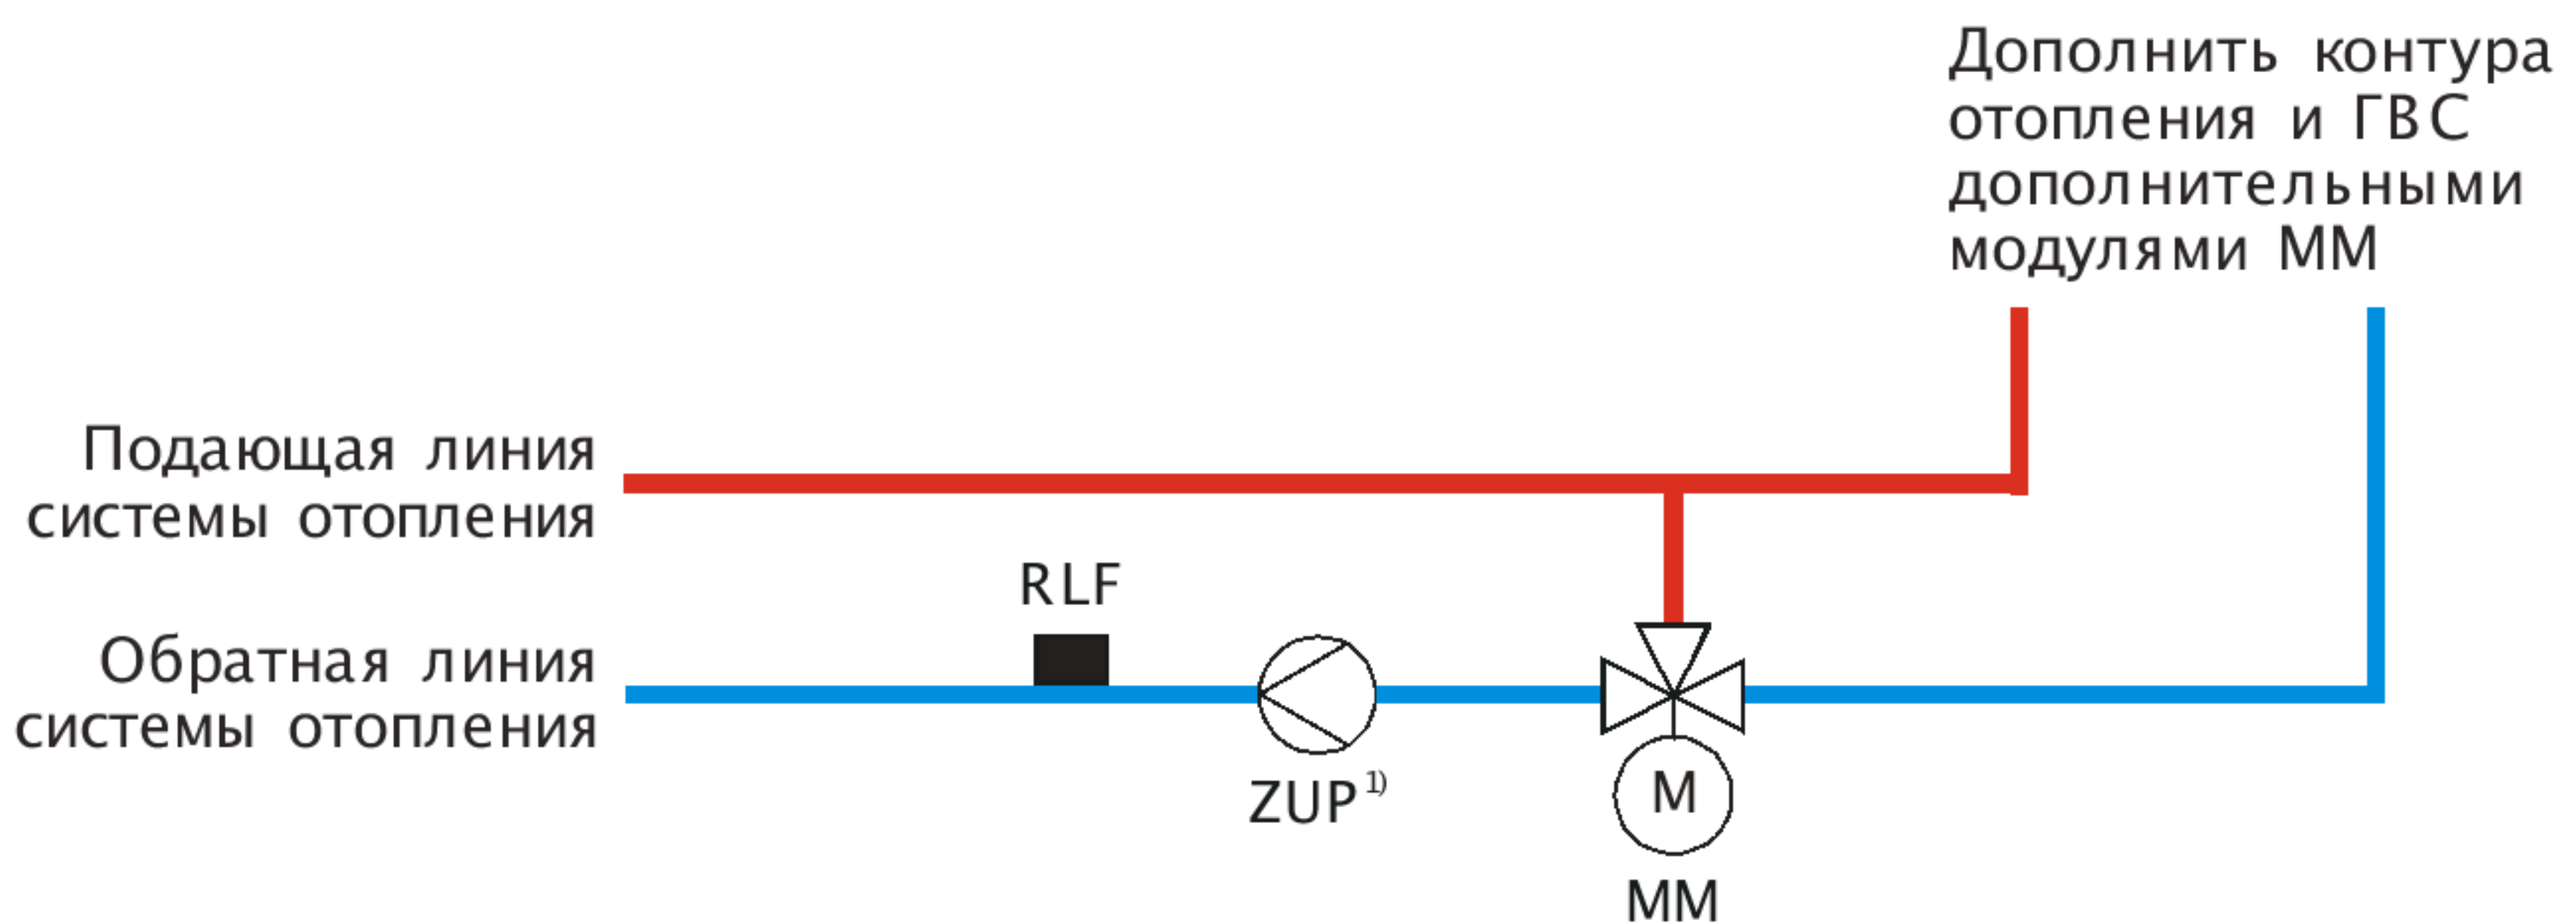 Дополнить контура
отопления и ГВС
дополнительными
модулями ММ
Подающая линия
системы отопления
RLF
Обратная линия
системы отопления
ZUP 1)
M
MM